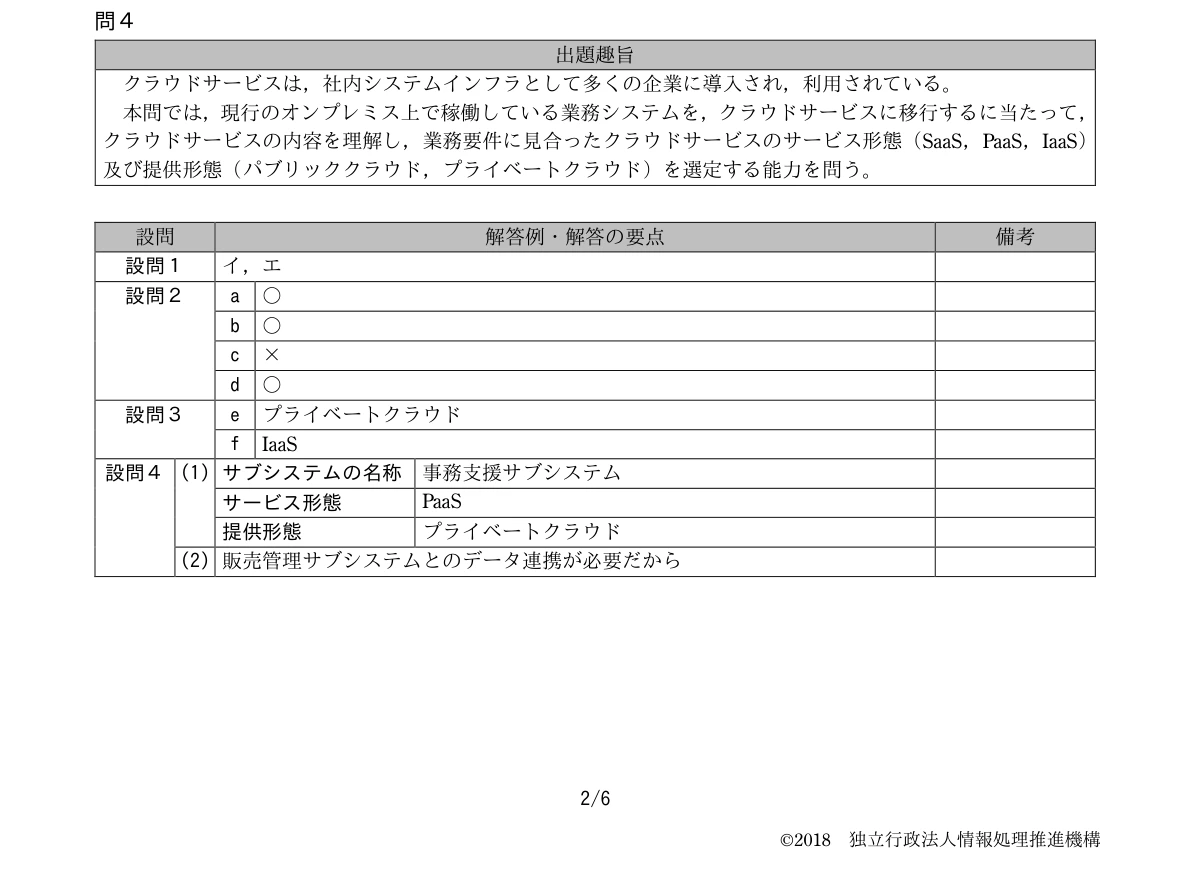 問４
出題趣旨
クラウドサービスは，社内システムインフラとして多くの企業に導入され，利用されている。
本問では，現行のオンプレミス上で稼働している業務システムを，クラウドサービスに移行するに当たって，
クラウドサービスの内容を理解し，業務要件に見合ったクラウドサービスのサービス形態（SaaS，PaaS，IaaS）
及び提供形態（パブリッククラウド，プライベートクラウド）を選定する能力を問う。
設問 解答例・解答の要点 備考
設問１ イ，エ
設問２ a ○
b ○
c ×
d ○
設問３ e プライベートクラウド
f IaaS
設問４ (1) サブシステムの名称 事務支援サブシステム
サービス形態 PaaS
提供形態 プライベートクラウド
(2) 販売管理サブシステムとのデータ連携が必要だから
2/6
©2018　独立行政法人情報処理推進機構